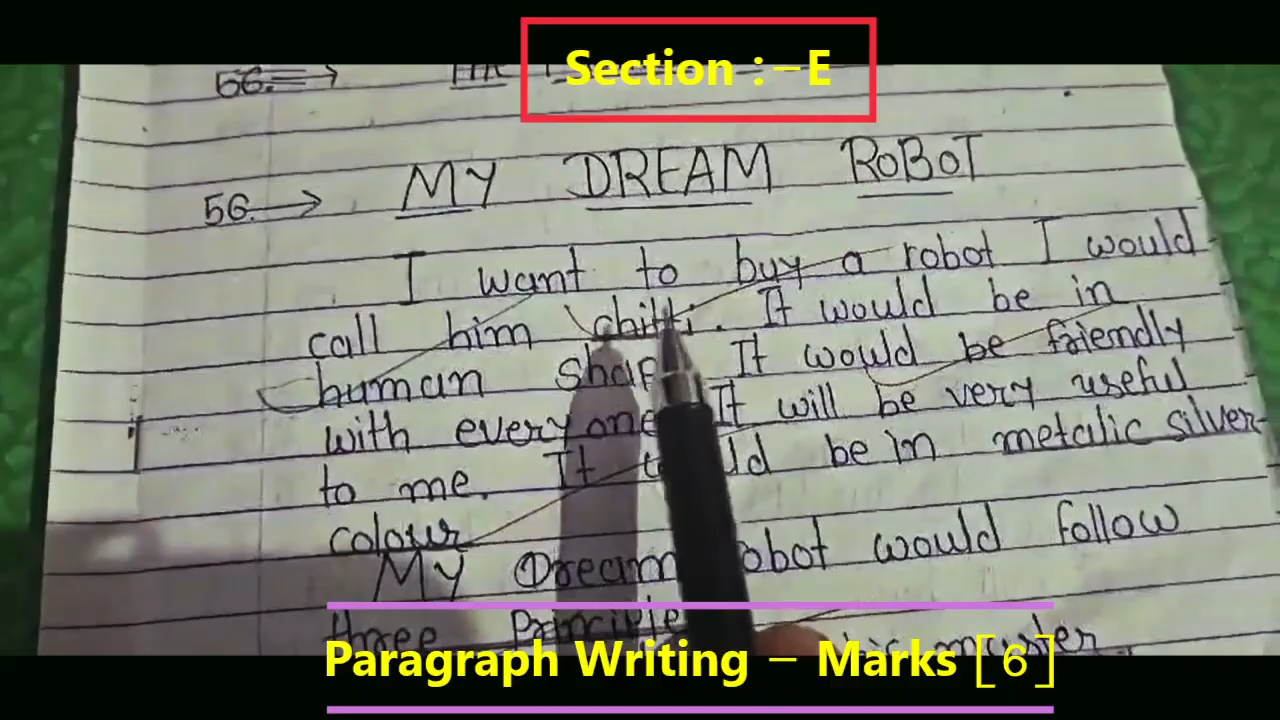 Section :– E
56. →
56. → MY DREAM ROBOT
I want to buy a robot I would
call him chitti. It would be in
human shap It would be friendly
with everyone It will be very useful
to me. It would be in metalic silver
colour
My Dream robot would follow
three Principle master
Paragraph Writing – Marks [6]